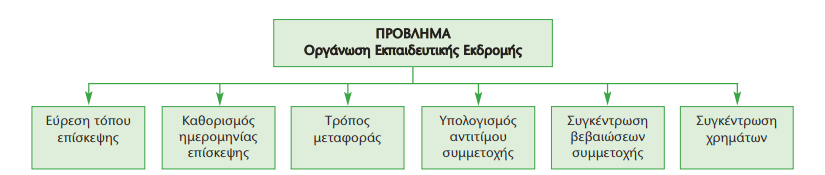 ΠΡΟΒΛΗΜΑ
Οργάνωση Εκπαιδευτικής Εκδρομής
Εύρεση τόπου
επίσκεψης
Καθορισμός
ημερομηνίας
επίσκεψης
Τρόπος
μεταφοράς
Υπολογισμός
αντιτίμου
συμμετοχής
Συγκέντρωση
βεβαιώσεων
συμμετοχής
Συγκέντρωση
χρημάτων